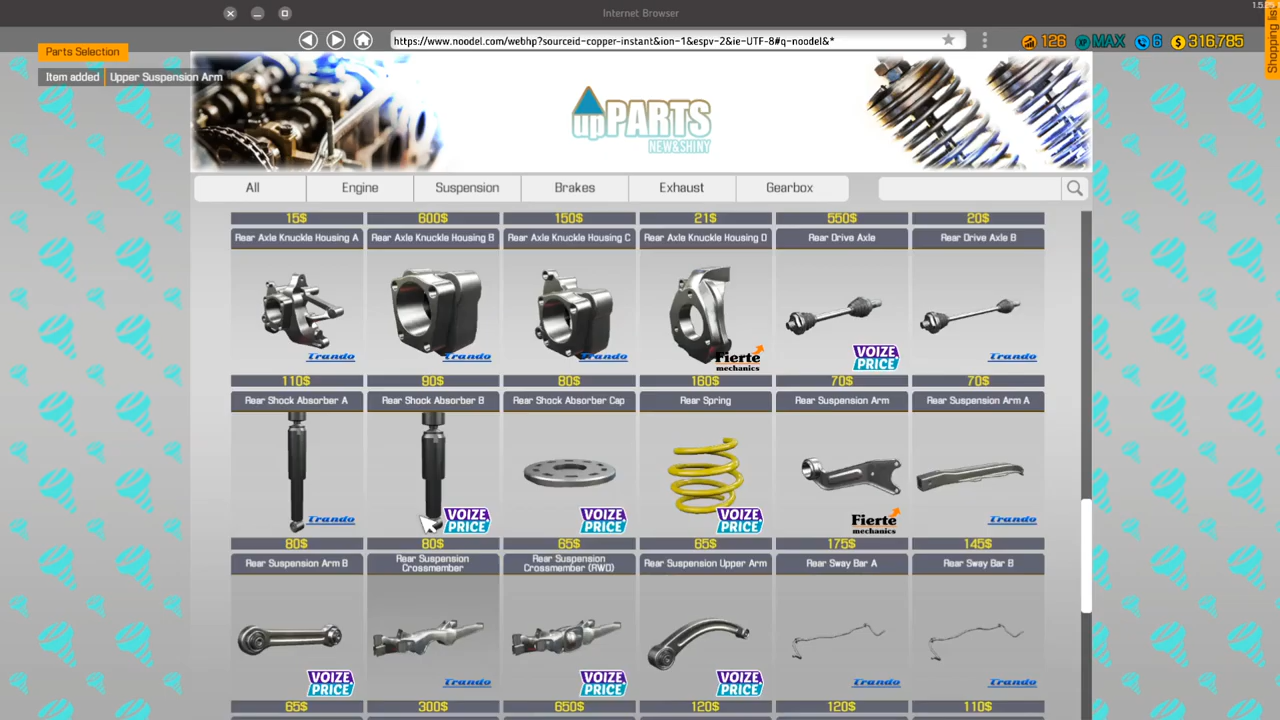 Internet Browser
1.5.
https://www.noodel.com/webhp?sourceid-copper-instant&ion-1&espv-2&ie-UTF-8#q-noodel&*
126 XP MAX 6 $ 316,785
Shopping list
Parts Selection
Item added Upper Suspension Arm
upPARTS
NEW&SHINY
All Engine Suspension Brakes Exhaust Gearbox
15$ 600$ 150$ 21$ 550$ 20$
Rear Axle Knuckle Housing A Rear Axle Knuckle Housing B Rear Axle Knuckle Housing C Rear Axle Knuckle Housing D Rear Drive Axle Rear Drive Axle B
Trando Trando Trando Fierte mechanics VOIZE PRICE Trando
110$ 90$ 80$ 160$ 70$ 70$
Rear Shock Absorber A Rear Shock Absorber B Rear Shock Absorber Cap Rear Spring Rear Suspension Arm Rear Suspension Arm A
Trando VOIZE PRICE VOIZE PRICE VOIZE PRICE Fierte mechanics Trando
80$ 80$ 65$ 65$ 175$ 145$
Rear Suspension Arm B Rear Suspension Crossmember Rear Suspension Crossmember (RWD) Rear Suspension Upper Arm Rear Sway Bar A Rear Sway Bar B
VOIZE PRICE Trando VOIZE PRICE VOIZE PRICE Trando Trando
65$ 300$ 650$ 120$ 120$ 110$